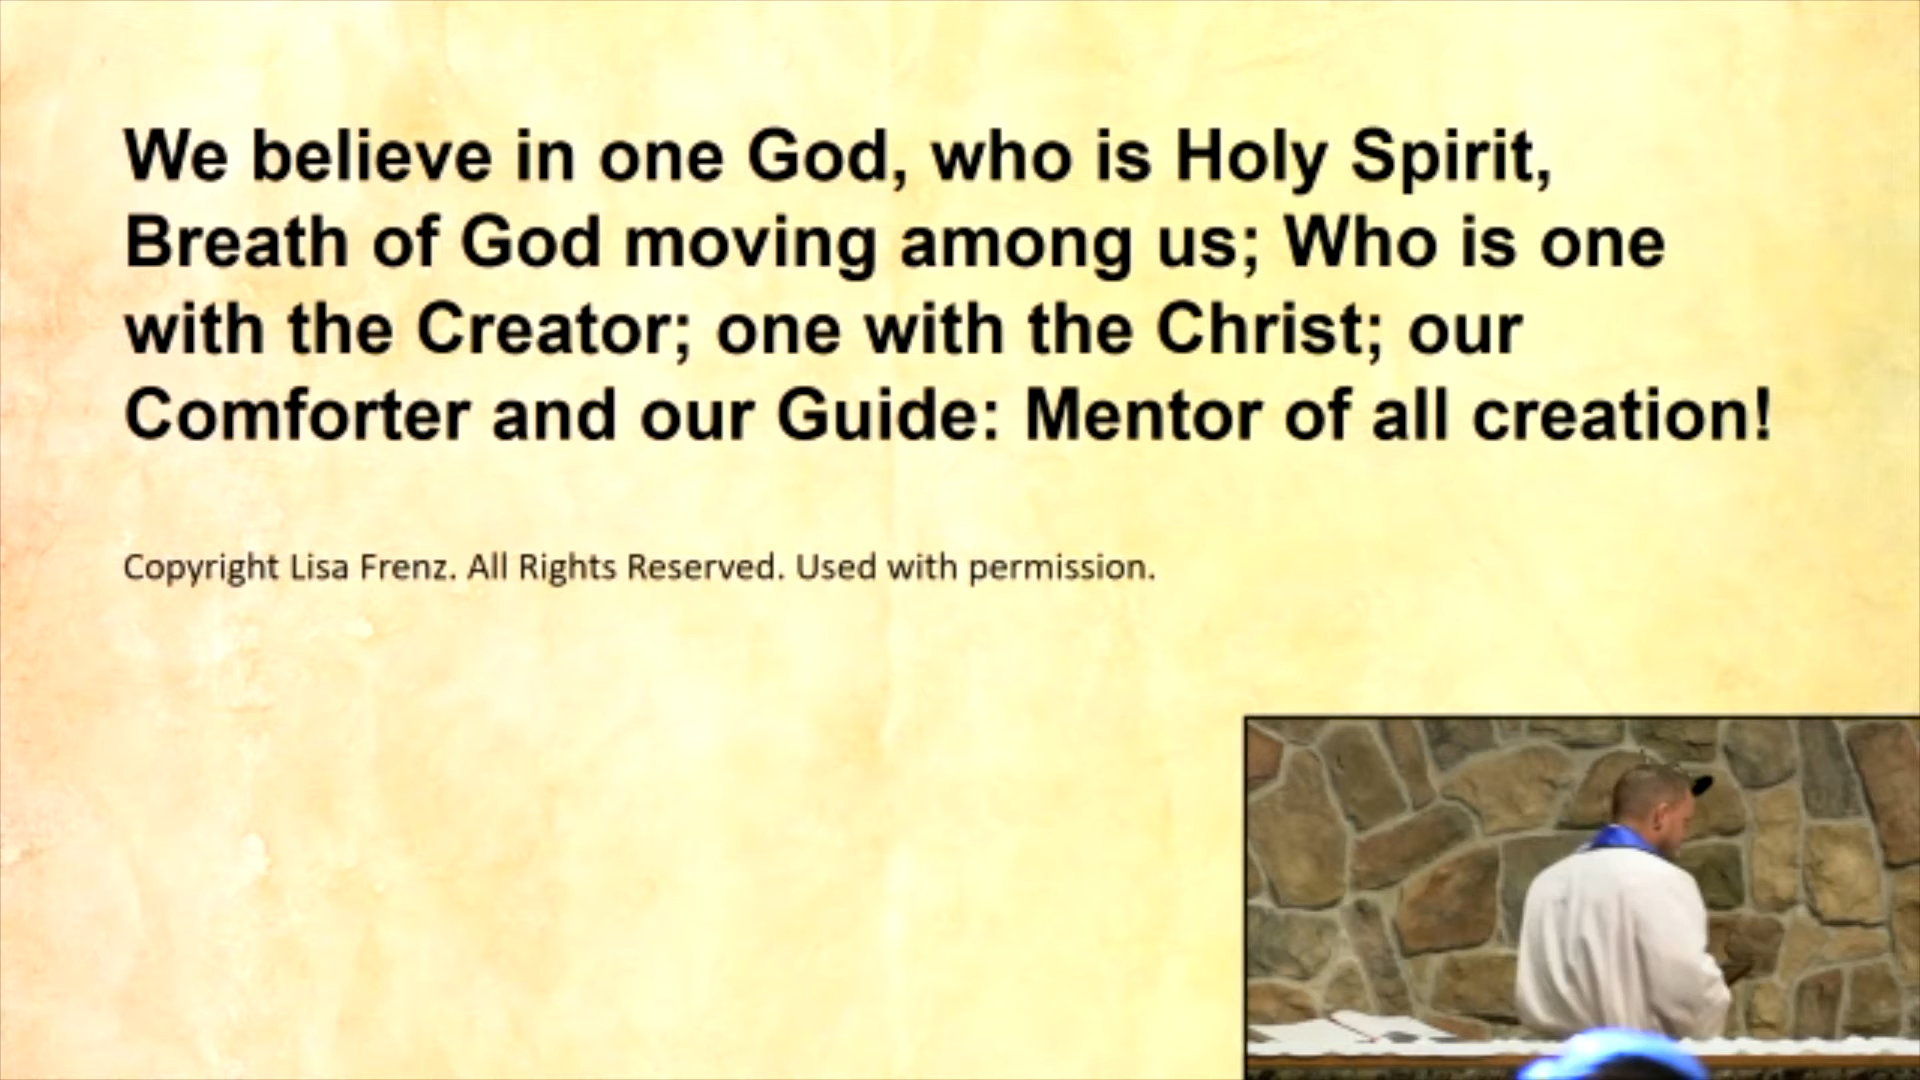 We believe in one God, who is Holy Spirit,
Breath of God moving among us; Who is one
with the Creator; one with the Christ; our
Comforter and our Guide: Mentor of all creation!
Copyright Lisa Frenz. All Rights Reserved. Used with permission.